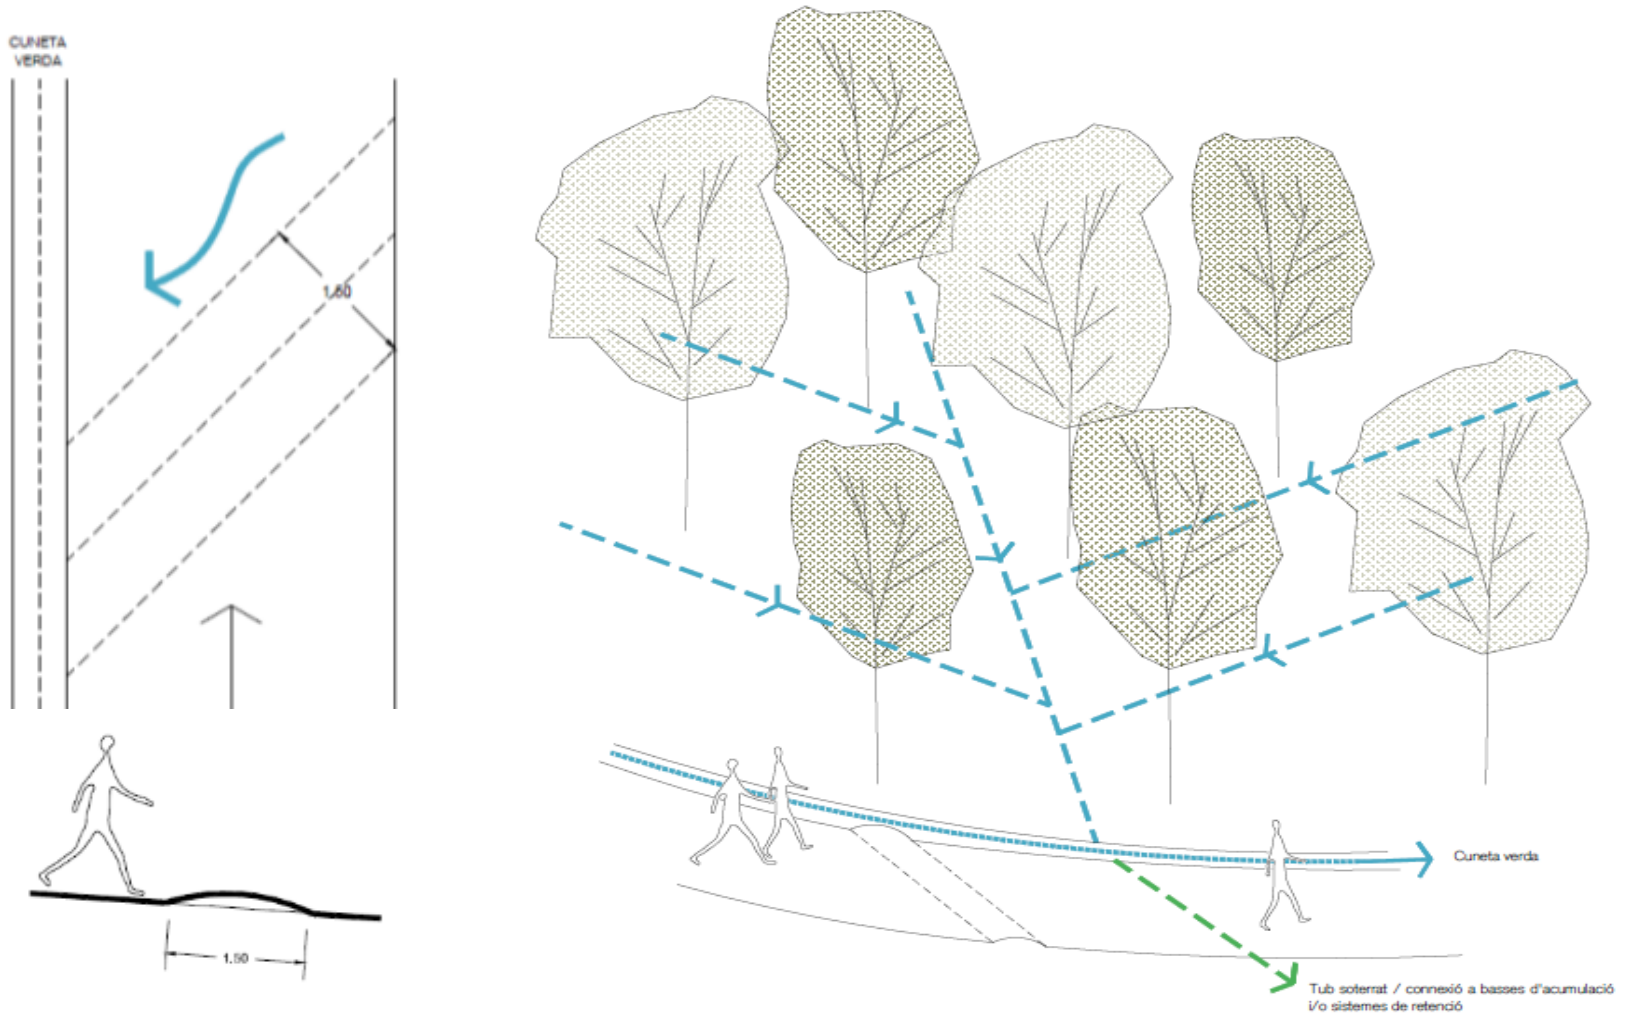 CUNETA
VERDA
1,50
1,50
Cuneta verda
Tub soterrat / connexió a basses d'acumulació
i/o sistemes de retenció